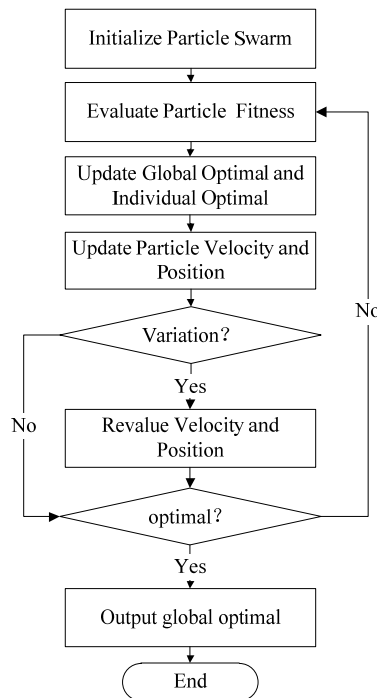 Initialize Particle Swarm
Evaluate Particle Fitness
Update Global Optimal and
Individual Optimal
Update Particle Velocity and
Position
Variation?
No
Yes
No
Revalue Velocity and
Position
optimal?
Yes
Output global optimal
End